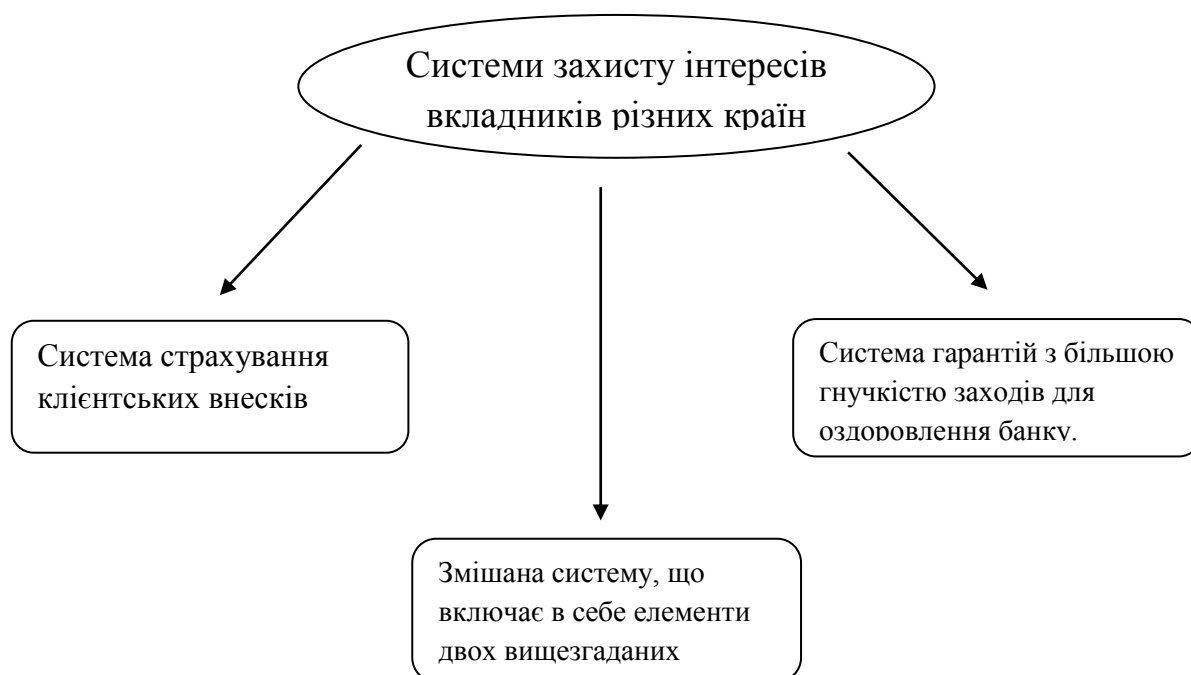 Системи захисту інтересів
вкладників різних країн
Система страхування
клієнтських внесків
Система гарантій з більшою
гнучкістю заходів для
оздоровлення банку.
Змішана систему, що
включає в себе елементи
двох вищезгаданих